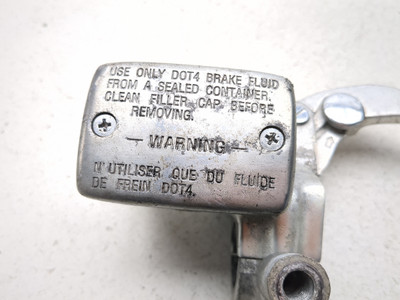 USE ONLY DOT4 BRAKE FLUID
FROM A SEALED CONTAINER.
CLEAN FILLER CAP BEFORE
REMOVING.
— WARNING —
N'UTILISER QUE DU FLUIDE
DE FREIN DOT4.